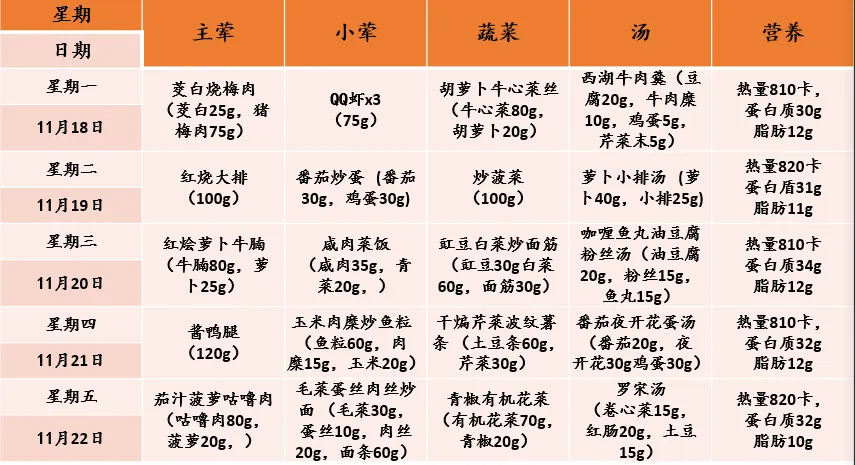 星期
日期
主荤
小荤
蔬菜
汤
营养
星期一
11月18日
茭白烧梅肉
（茭白25g，猪
梅肉75g）
QQ虾x3
（75g）
胡萝卜牛心菜丝
（牛心菜80g，
胡萝卜20g）
西湖牛肉羹（豆
腐20g，牛肉糜
10g，鸡蛋5g，
芹菜末5g）
热量810卡，
蛋白质30g
脂肪12g
星期二
11月19日
红烧大排
（100g）
番茄炒蛋（番茄
30g，鸡蛋30g）
炒菠菜
（100g）
萝卜小排汤（萝
卜40g，小排25g）
热量820卡
蛋白盾31g
脂肪11g
星期三
11月20日
红烩萝卜牛腩
（牛腩80g，萝
卜25g）
咸肉菜饭
（咸肉35g，青
菜20g，）
豇豆白菜炒面筋
（豇豆30g白菜
60g，面筋30g）
咖喱鱼丸油豆腐
粉丝汤（油豆腐
20g，粉丝15g，
鱼丸15g）
热量810卡
蛋白质34g
脂肪12g
星期四
11月21日
酱鸭腿
（120g）
玉米肉糜炒鱼粒
（鱼粒60g，肉
糜15g，玉米20g）
干煸芹菜波纹薯
条（土豆条60g，
芹菜30g）
番茄夜开花蛋汤
（番茄20g，夜
开花30g鸡蛋30g）
热量810卡，
蛋白质32g
脂肪12g
星期五
11月22日
茄汁菠萝咕噜肉
（咕噜肉80g，
菠萝20g，）
毛菜蛋丝肉丝炒
面（毛菜30g，
蛋丝10g，肉丝
20g，面条60g）
青椒有机花菜
（有机花菜70g，
青椒20g）
罗宋汤
（卷心菜15g，
红肠20g，土豆
15g）
热量820卡，
蛋白质32g
脂肪10g